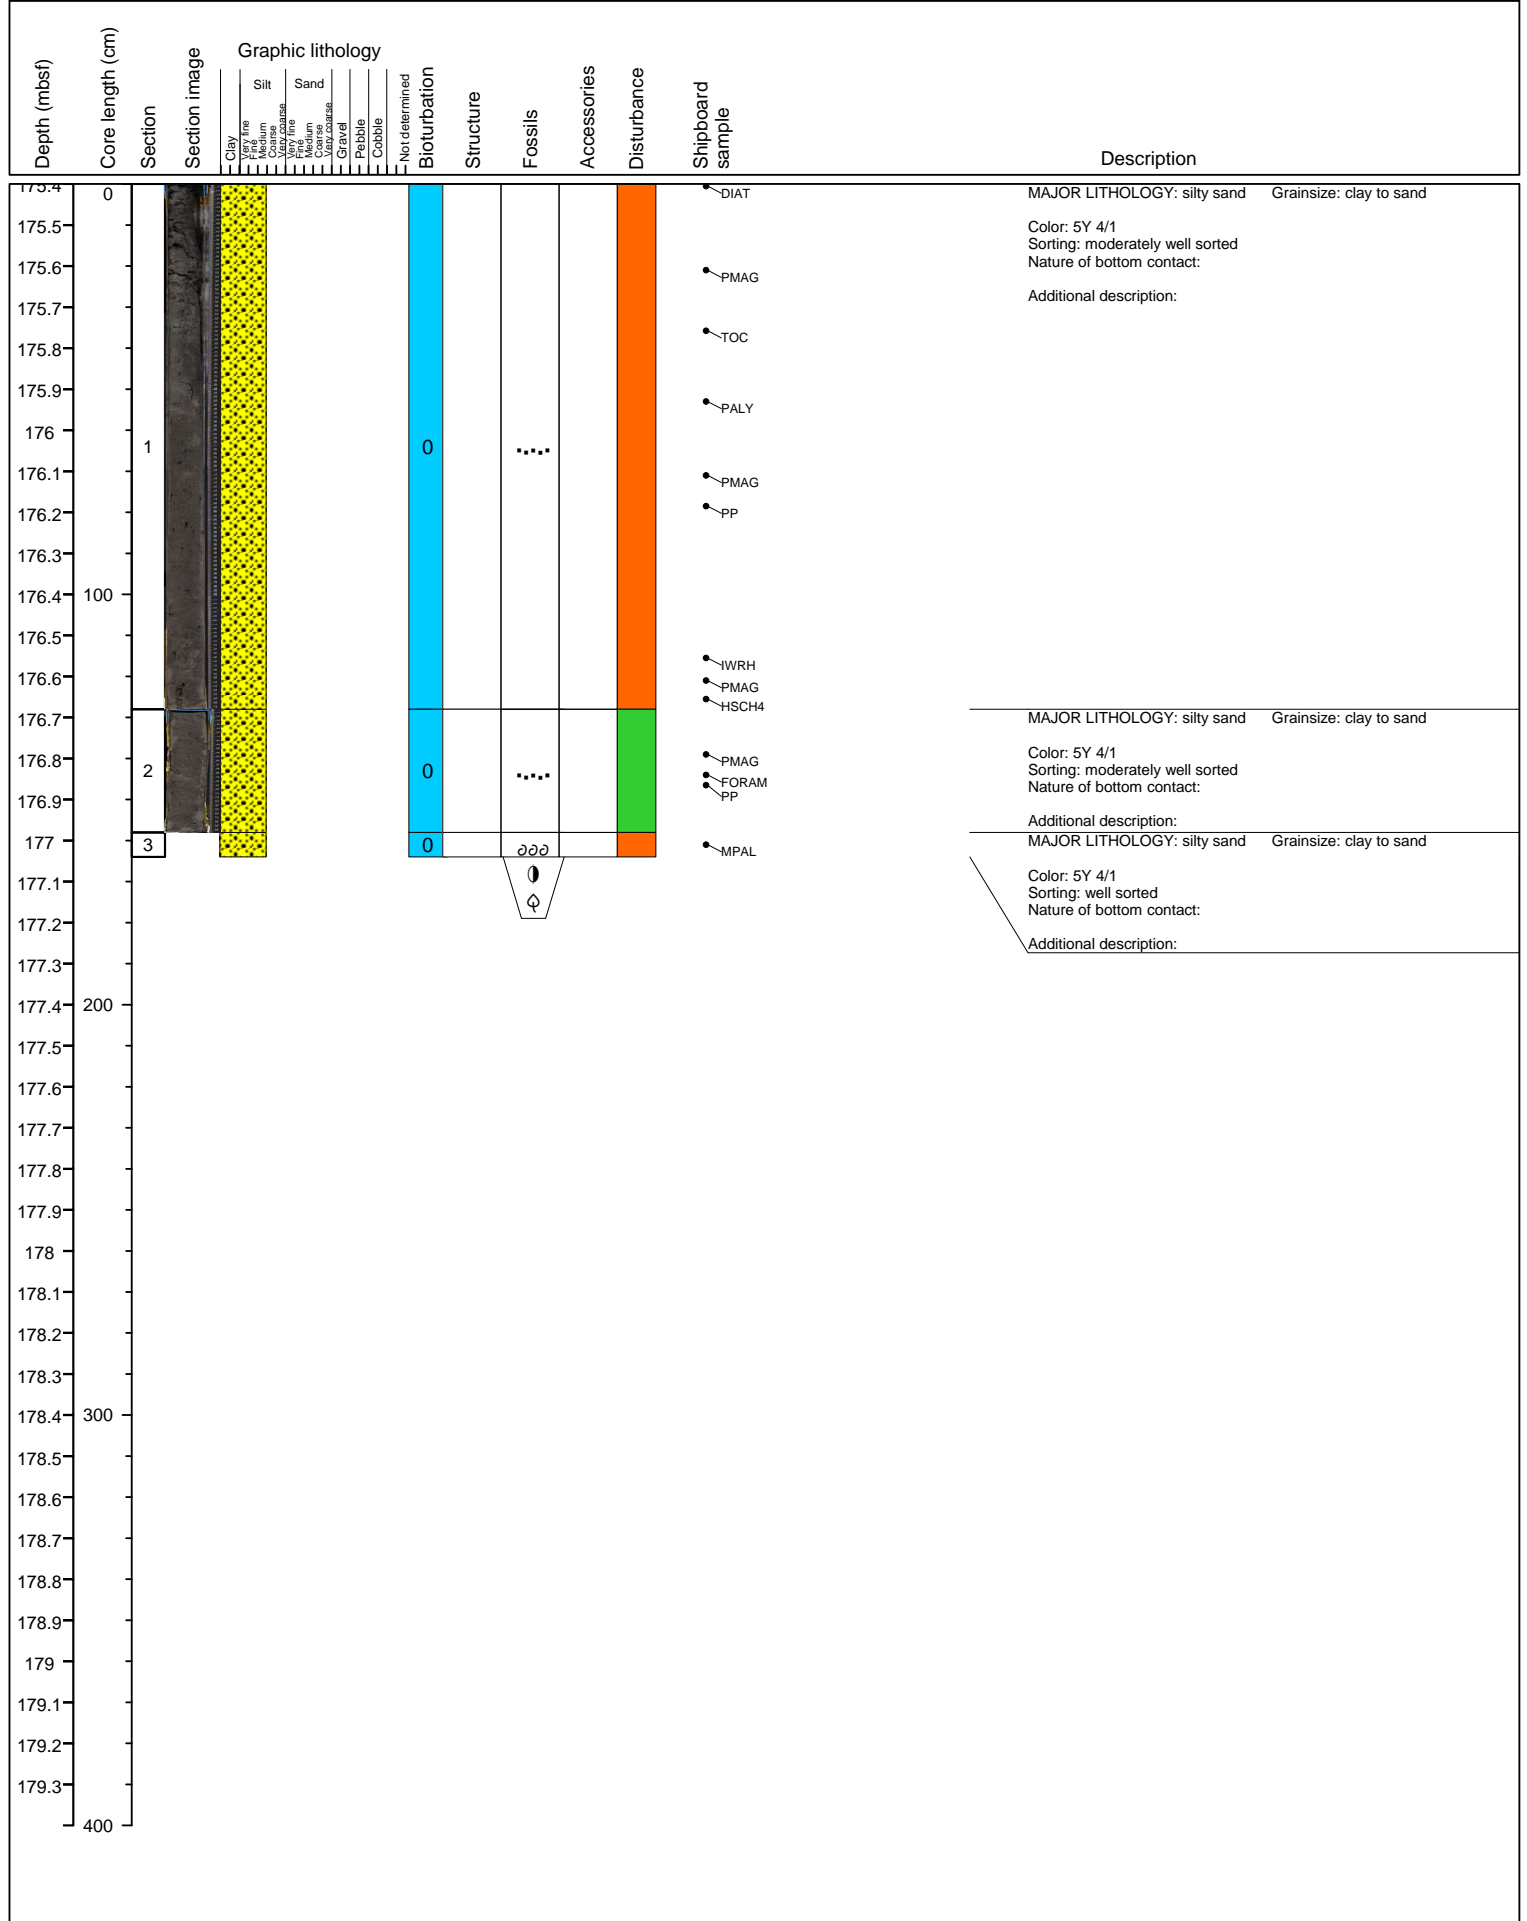 Depth (mbsf)
Core length (cm)
Section
Section image
Graphic lithology
Clay
Silt
Very fine
Fine
Medium
Coarse
Very coarse
Sand
Very fine
Fine
Medium
Coarse
Very coarse
Gravel
Pebble
Cobble
Not determined
Bioturbation
Structure
Fossils
Accessories
Disturbance
Shipboard
sample
Description
175.4
175.5
175.6
175.7
175.8
175.9
176
176.1
176.2
176.3
176.4
176.5
176.6
176.7
176.8
176.9
177
177.1
177.2
177.3
177.4
177.5
177.6
177.7
177.8
177.9
178
178.1
178.2
178.3
178.4
178.5
178.6
178.7
178.8
178.9
179
179.1
179.2
179.3
0
100
200
300
400
1
2
3
0
0
0
DIAT
PMAG
TOC
PALY
PMAG
PP
IWRH
PMAG
HSCH4
PMAG
FORAM
PP
MPAL
MAJOR LITHOLOGY: silty sand Grainsize: clay to sand
Color: 5Y 4/1
Sorting: moderately well sorted
Nature of bottom contact:
Additional description:
MAJOR LITHOLOGY: silty sand Grainsize: clay to sand
Color: 5Y 4/1
Sorting: moderately well sorted
Nature of bottom contact:
Additional description:
MAJOR LITHOLOGY: silty sand Grainsize: clay to sand
Color: 5Y 4/1
Sorting: well sorted
Nature of bottom contact:
Additional description: